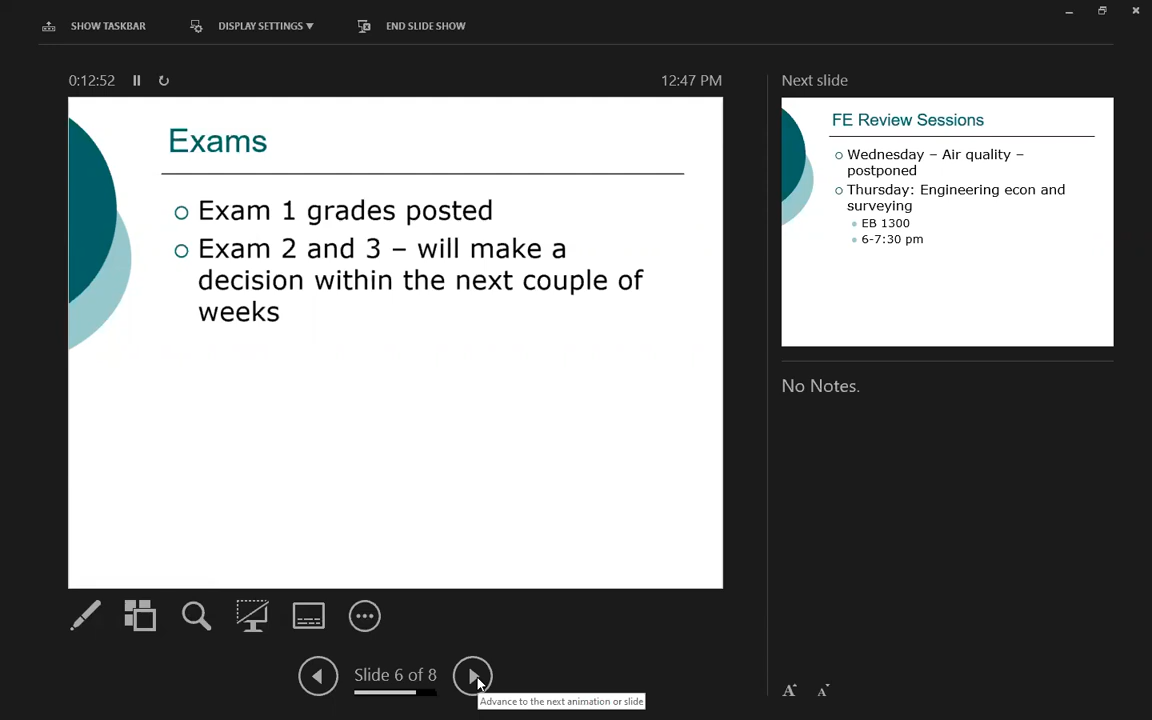 SHOW TASKBAR
DISPLAY SETTINGS ▼
END SLIDE SHOW
0:12:52
12:47 PM
Next slide
Exams
Exam 1 grades posted
Exam 2 and 3 – will make a
decision within the next couple of
weeks
FE Review Sessions
Wednesday – Air quality –
postponed
Thursday: Engineering econ and
surveying
EB 1300
6-7:30 pm
No Notes.
Slide 6 of 8
Advance to the next animation or slide
A A